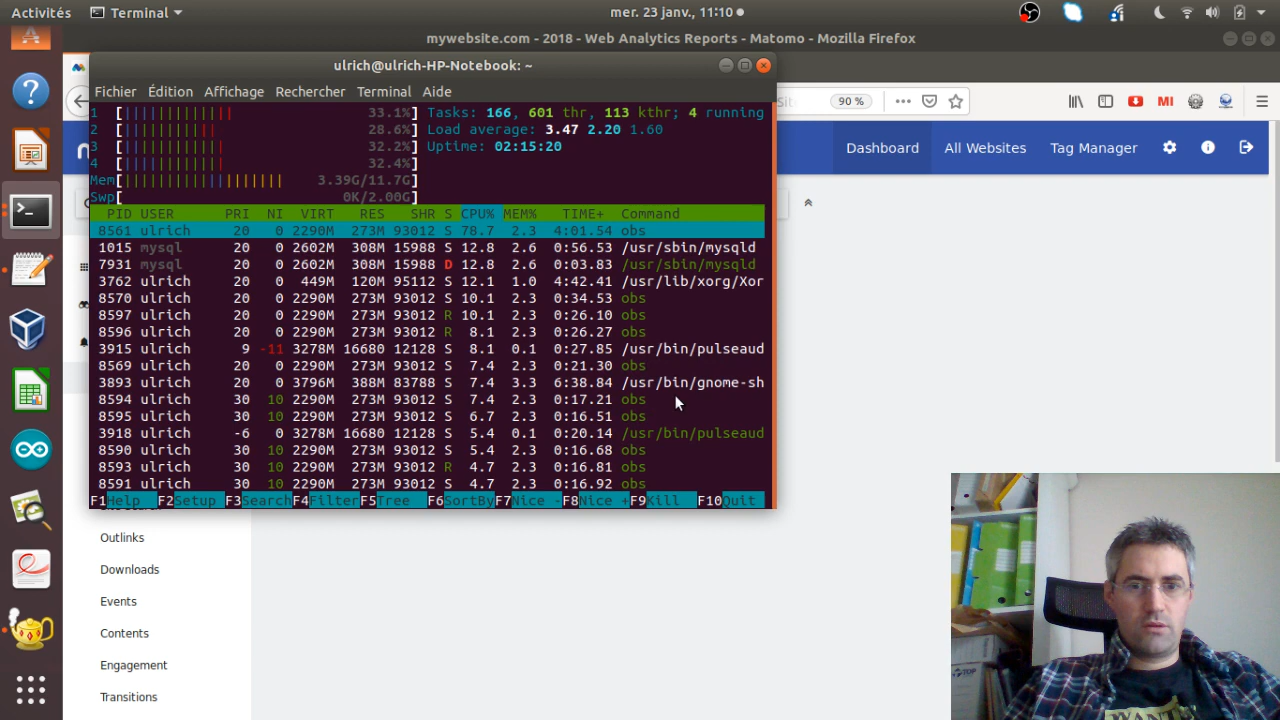 Activités Terminal mer. 23 janv., 11:10
mywebsite.com - 2018 - Web Analytics Reports - Matomo - Mozilla Firefox
ulrich@ulrich-HP-Notebook: ~
Fichier Édition Affichage Rechercher Terminal Aide
90 %
Dashboard All Websites Tag Manager
1 [|||||||||||||| 33.1%] Tasks: 166, 601 thr, 113 kthr; 4 running
2 [||||||||||| 28.6%] Load average: 3.47 2.20 1.60
3 [|||||||||||| 32.2%] Uptime: 02:15:20
4 [|||||||||||| 32.4%]
Mem[|||||||||||||||||||| 3.39G/11.7G]
Swp[ 0K/2.00G]
PID USER PRI NI VIRT RES SHR S CPU% MEM% TIME+ Command
8561 ulrich 20 0 2290M 273M 93012 S 78.7 2.3 4:01.54 obs
1015 mysql 20 0 2602M 308M 15988 S 12.8 2.6 0:56.53 /usr/sbin/mysqld
7931 mysql 20 0 2602M 308M 15988 D 12.8 2.6 0:03.83 /usr/sbin/mysqld
3762 ulrich 20 0 449M 120M 95112 S 12.1 1.0 4:42.41 /usr/lib/xorg/Xor
8570 ulrich 20 0 2290M 273M 93012 S 10.1 2.3 0:34.53 obs
8597 ulrich 20 0 2290M 273M 93012 R 10.1 2.3 0:26.10 obs
8596 ulrich 20 0 2290M 273M 93012 R 8.1 2.3 0:26.27 obs
3915 ulrich 9 -11 3278M 16680 12128 S 8.1 0.1 0:27.85 /usr/bin/pulseaud
8569 ulrich 20 0 2290M 273M 93012 S 7.4 2.3 0:21.30 obs
3893 ulrich 20 0 3796M 388M 83788 S 7.4 3.3 6:38.84 /usr/bin/gnome-sh
8594 ulrich 30 10 2290M 273M 93012 S 7.4 2.3 0:17.21 obs
8595 ulrich 30 10 2290M 273M 93012 S 6.7 2.3 0:16.51 obs
3918 ulrich -6 0 3278M 16680 12128 S 5.4 0.1 0:20.14 /usr/bin/pulseaud
8590 ulrich 30 10 2290M 273M 93012 S 5.4 2.3 0:16.68 obs
8593 ulrich 30 10 2290M 273M 93012 R 4.7 2.3 0:16.81 obs
8591 ulrich 30 10 2290M 273M 93012 S 4.7 2.3 0:16.92 obs
F1Help F2Setup F3SearchF4FilterF5Tree F6SortByF7Nice -F8Nice +F9Kill F10Quit
Outlinks
Downloads
Events
Contents
Engagement
Transitions